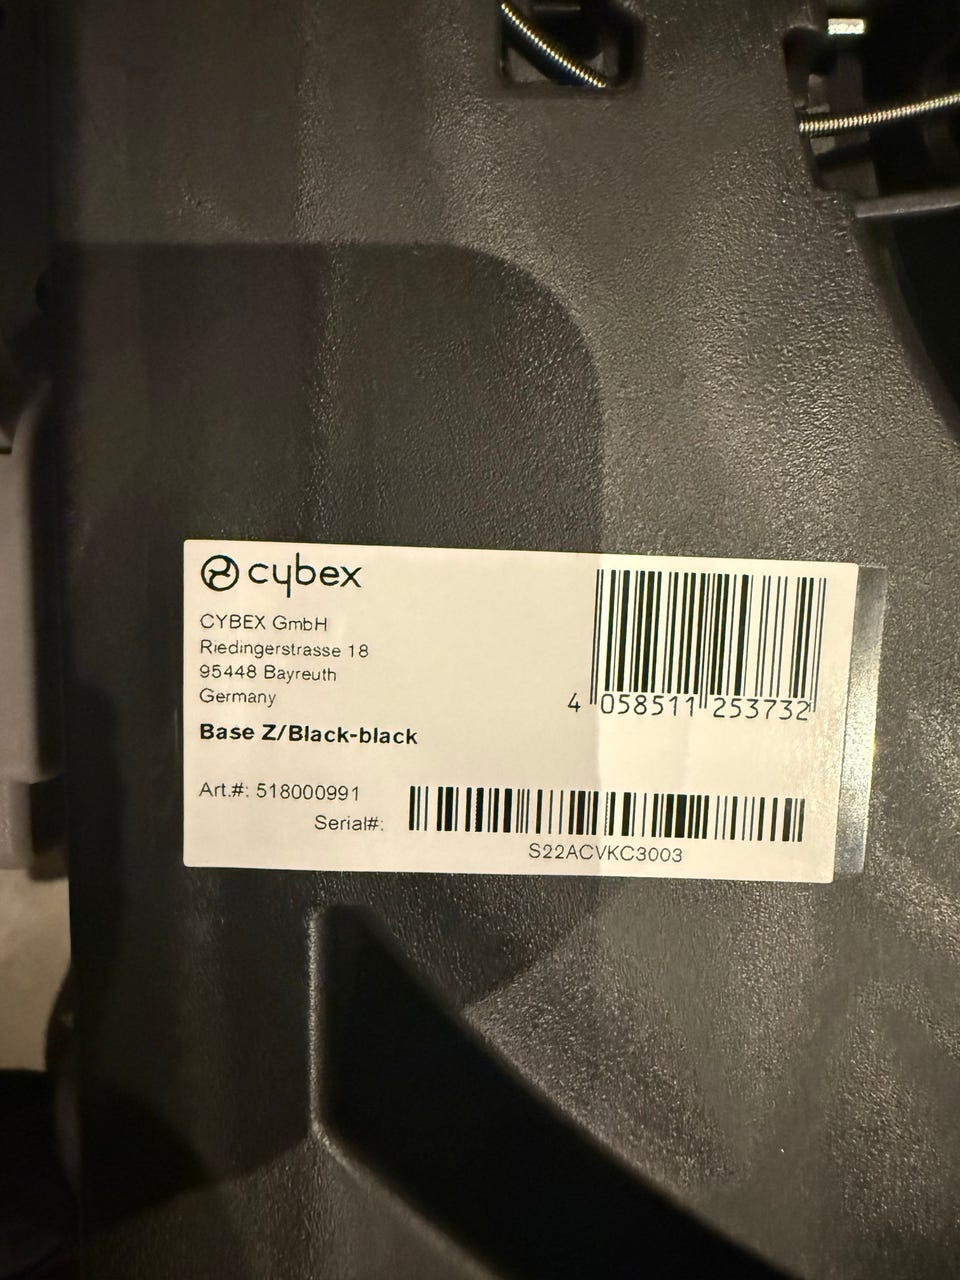 cybex
CYBEX GmbH
Riedingerstrasse 18
95448 Bayreuth
Germany
Base Z/Black-black
4 058511 253732
Art.#: 518000991
Serial#:
S22ACVKC3003